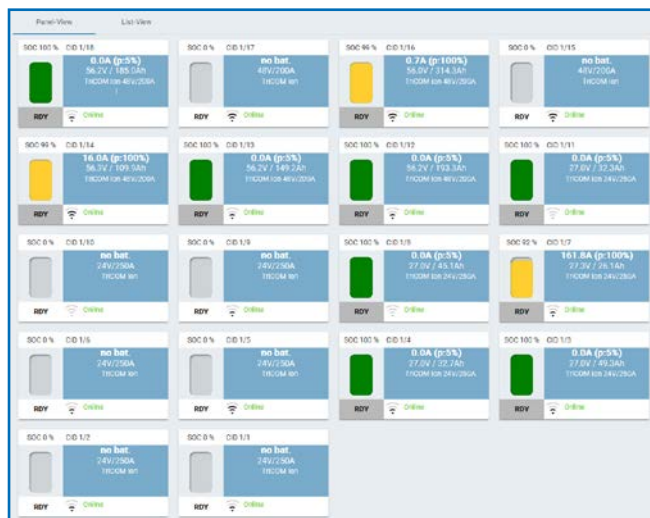 Panel-View
List-View
SOC 100 % CID 1/18
0.0A (p:5%)
56.2V / 185.0Ah
TriCOM Ion 48V/200A
RDY
Online
SOC 0 % CID 1/17
no bat.
48V/200A
TriCOM Ion
RDY
Online
SOC 99 % CID 1/16
0.7A (p:100%)
56.0V / 314.3Ah
TriCOM Ion 48V/200A
RDY
Online
SOC 0 % CID 1/15
no bat.
48V/200A
TriCOM Ion
RDY
Online
SOC 99 % CID 1/14
16.0A (p:100%)
56.3V / 109.9Ah
TriCOM Ion 48V/200A
RDY
Online
SOC 100 % CID 1/13
0.0A (p:5%)
56.2V / 149.2Ah
TriCOM Ion 48V/200A
RDY
Online
SOC 100 % CID 1/12
0.0A (p:5%)
56.2V / 193.3Ah
TriCOM Ion 48V/200A
RDY
Online
SOC 100 % CID 1/11
0.0A (p:5%)
27.0V / 32.3Ah
TriCOM Ion 24V/250A
RDY
Online
SOC 0 % CID 1/10
no bat.
24V/250A
TriCOM Ion
RDY
Online
SOC 0 % CID 1/9
no bat.
24V/250A
TriCOM Ion
RDY
Online
SOC 100 % CID 1/8
0.0A (p:5%)
27.0V / 45.1Ah
TriCOM Ion 24V/250A
RDY
Online
SOC 92 % CID 1/7
161.8A (p:100%)
27.3V / 26.1Ah
TriCOM Ion 24V/250A
RDY
Online
SOC 0 % CID 1/6
no bat.
24V/250A
TriCOM Ion
RDY
Online
SOC 0 % CID 1/5
no bat.
24V/250A
TriCOM Ion
RDY
Online
SOC 100 % CID 1/4
0.0A (p:5%)
27.0V / 32.7Ah
TriCOM Ion 24V/250A
RDY
Online
SOC 100 % CID 1/3
0.0A (p:5%)
27.0V / 49.3Ah
TriCOM Ion 24V/250A
RDY
Online
SOC 0 % CID 1/2
no bat.
24V/250A
TriCOM Ion
RDY
Online
SOC 0 % CID 1/1
no bat.
24V/250A
TriCOM Ion
RDY
Online